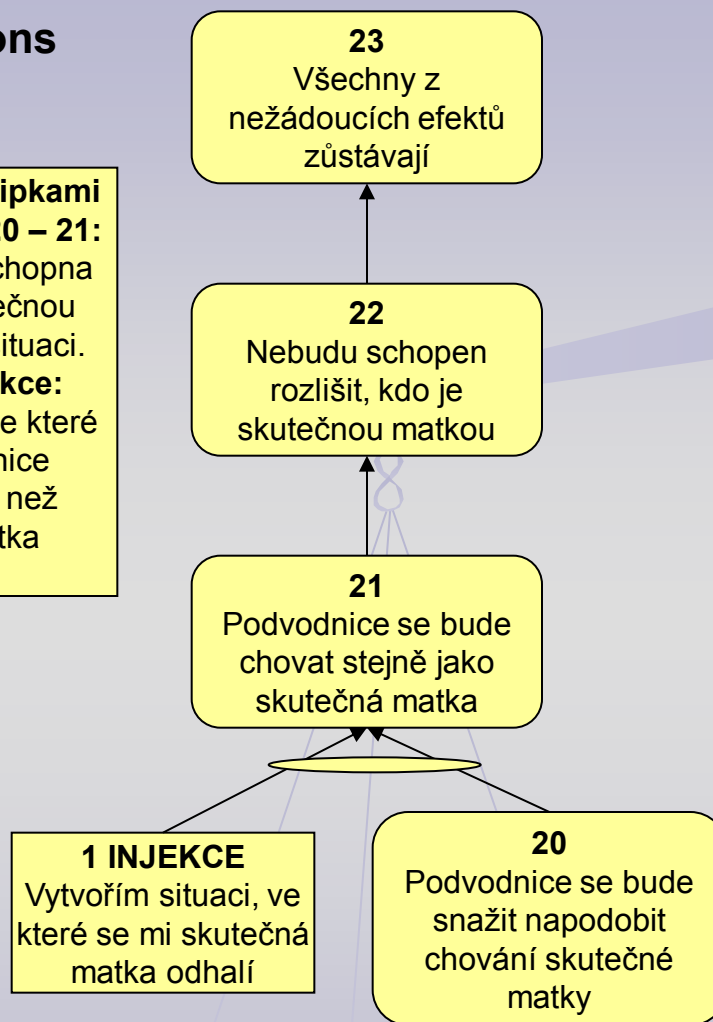 ons
ipkami
0 – 21:
chopna
ečnou
ituaci.
kce:
e které
nice
než
tka
23
Všechny z
nežádoucích efektů
zůstávají
22
Nebudu schopen
rozlišit, kdo je
skutečnou matkou
21
Podvodnice se bude
chovat stejně jako
skutečná matka
1 INJEKCE
Vytvořím situaci, ve
které se mi skutečná
matka odhalí
20
Podvodnice se bude
snažit napodobit
chování skutečné
matky